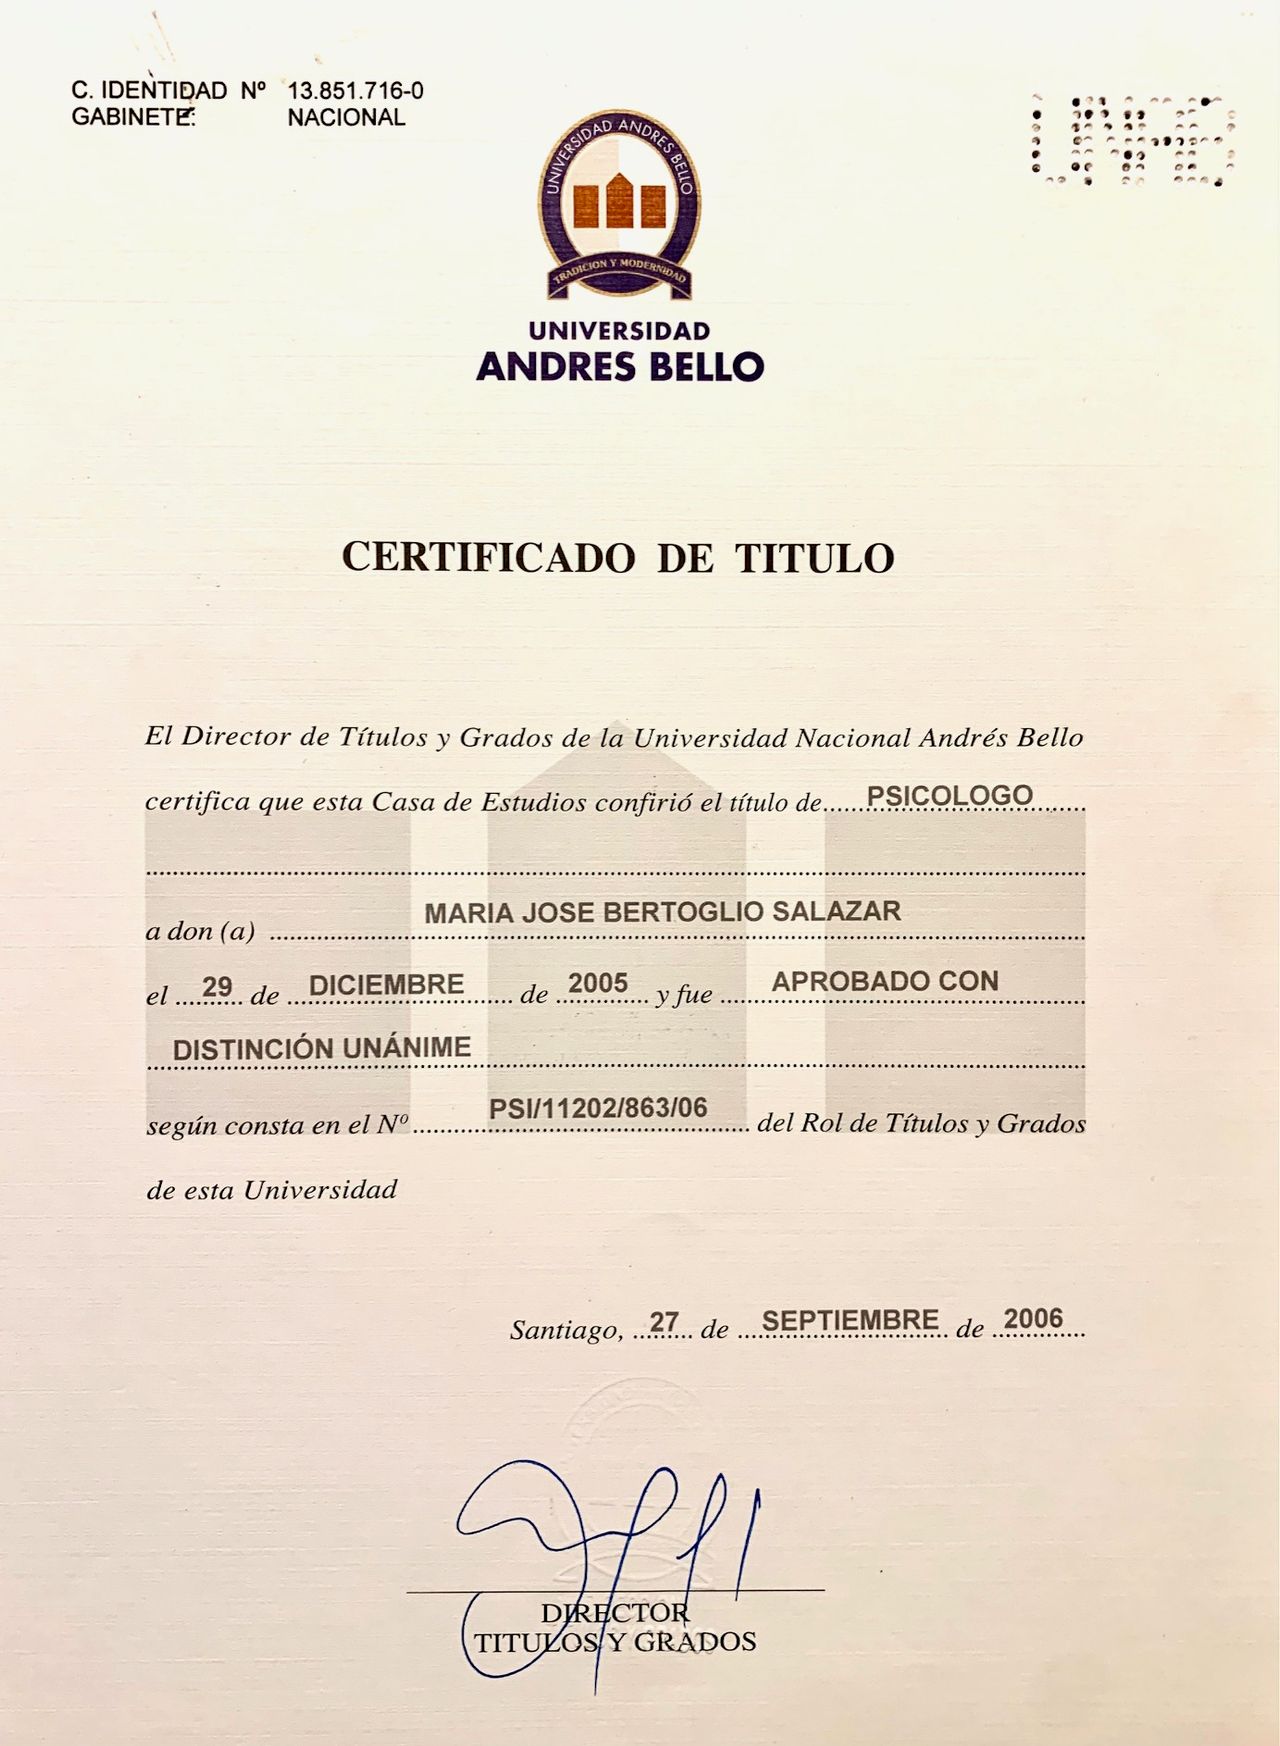 C. IDENTIDAD Nº 13.851.716-0
GABINETE: NACIONAL
UNAB
UNIVERSIDAD ANDRES BELLO
TRADICION Y MODERNIDAD
UNIVERSIDAD
ANDRES BELLO
CERTIFICADO DE TITULO
El Director de Títulos y Grados de la Universidad Nacional Andrés Bello
certifica que esta Casa de Estudios confirió el título de PSICOLOGO
a don (a) MARIA JOSE BERTOGLIO SALAZAR
el 29 de DICIEMBRE de 2005 y fue APROBADO CON
DISTINCIÓN UNÁNIME
según consta en el Nº PSI/11202/863/06 del Rol de Títulos y Grados
de esta Universidad
Santiago, 27 de SEPTIEMBRE de 2006
DIRECTOR
TITULOS Y GRADOS